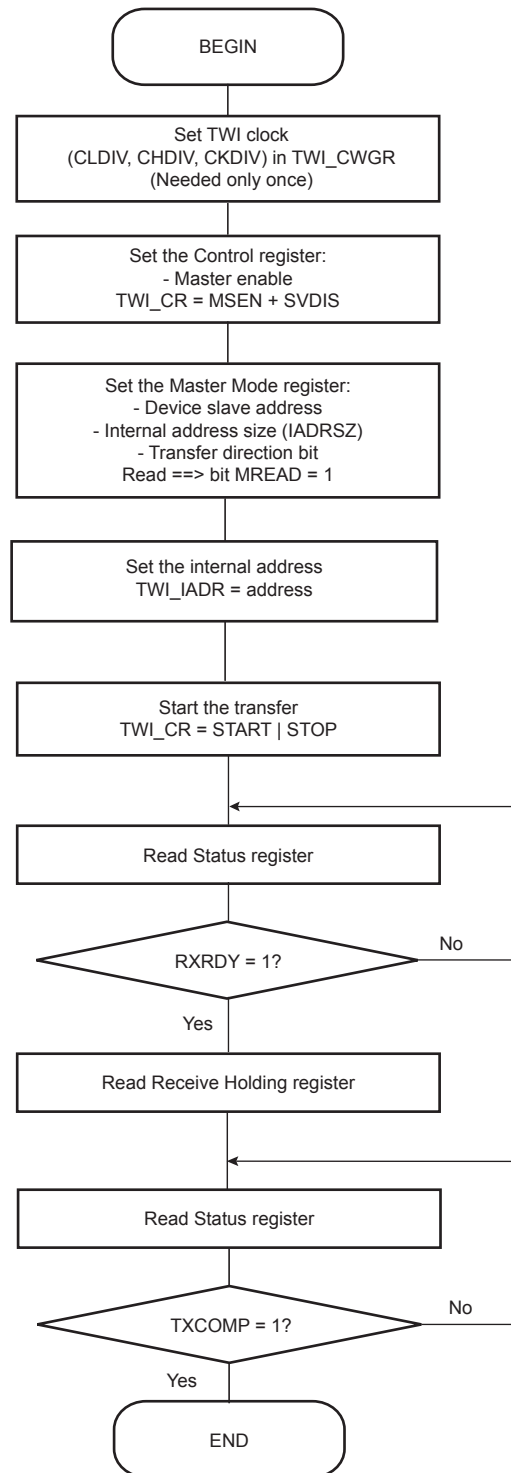 BEGIN
Set TWI clock
(CLDIV, CHDIV, CKDIV) in TWI_CWGR
(Needed only once)
Set the Control register:
- Master enable
TWI_CR = MSEN + SVDIS
Set the Master Mode register:
- Device slave address
- Internal address size (IADRSZ)
- Transfer direction bit
Read ==> bit MREAD = 1
Set the internal address
TWI_IADR = address
Start the transfer
TWI_CR = START | STOP
Read Status register
RXRDY = 1?
No
Yes
Read Receive Holding register
Read Status register
TXCOMP = 1?
No
Yes
END